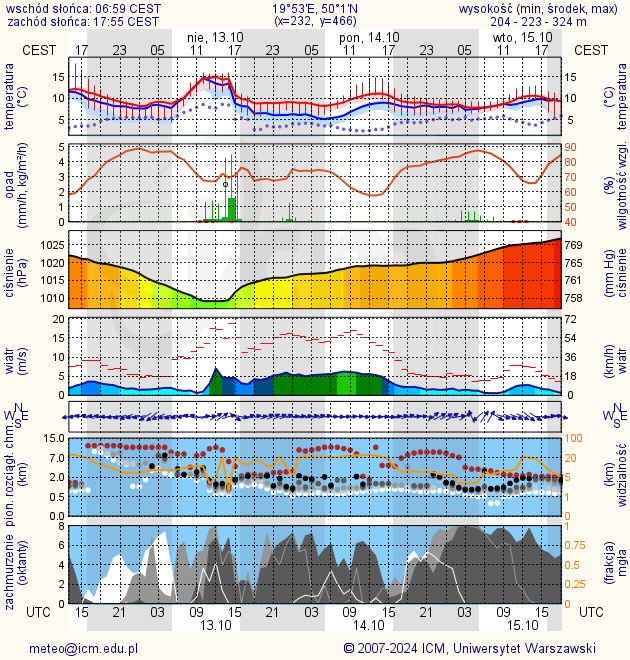 wschód słońca: 06:59 CEST 19°53'E, 50°1'N wysokość (min, środek, max)
zachód słońca: 17:55 CEST (x=232, y=466) 204 - 223 - 324 m
nie, 13.10 pon, 14.10 wto, 15.10
CEST 17 23 05 11 17 23 05 11 17 23 05 11 17 CEST
temperatura (°C) 15 10 5 15 10 5 (°C) temperatura
opad (mm/h, kg/m²/h) 5 4 3 2 1 0 90 80 70 60 50 40 (%) wilgotność wzgl.
ciśnienie (hPa) 1025 1020 1015 1010 769 765 761 758 (mm Hg) ciśnienie
wiatr (m/s) 20 15 10 5 0 72 54 36 18 0 (km/h) wiatr
N W E S N W E S
pion. rozciągł. chm. (km) 15.0 7.0 2.0 0.5 0.0 100 20 5 1 0 (km) widzialność
zachmurzenie (oktanty) 8 6 4 2 0 1 0.75 0.5 0.25 0 (frakcja) mgła
UTC 15 21 03 09 15 21 03 09 15 21 03 09 15 UTC
13.10 14.10 15.10
meteo@icm.edu.pl © 2007-2024 ICM, Uniwersytet Warszawski